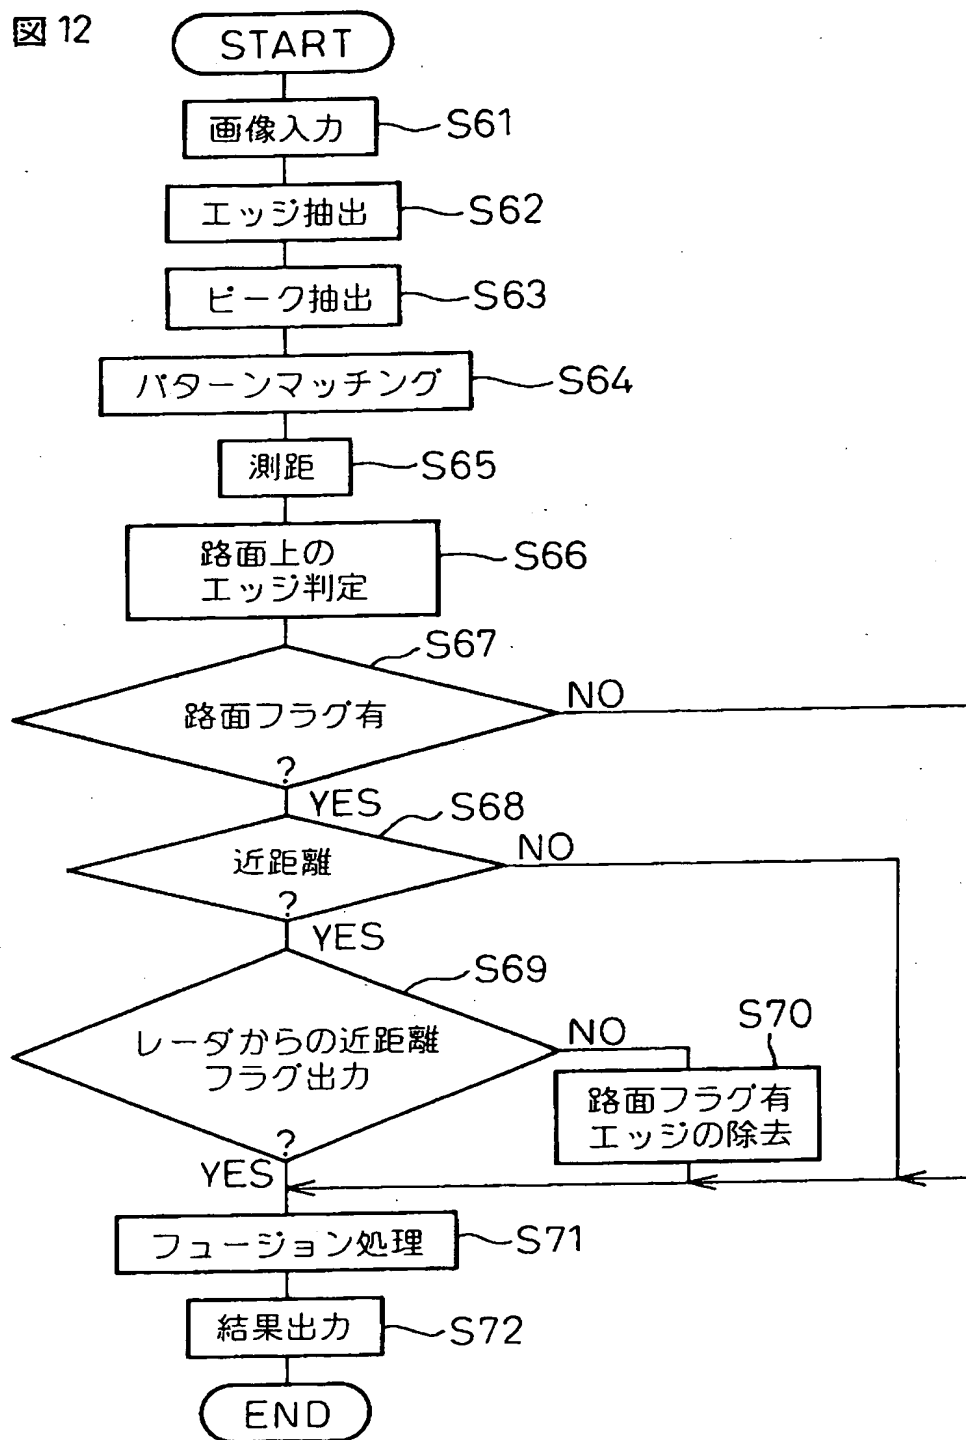 図12
START
画像入力
S61
エッジ抽出
S62
ピーク抽出
S63
パターンマッチング
S64
測距
S65
路面上の
エッジ判定
S66
S67
路面フラグ有
?
NO
YES
S68
近距離
?
NO
YES
S69
レーダからの近距離
フラグ出力
?
NO
S70
路面フラグ有
エッジの除去
YES
フュージョン処理
S71
結果出力
S72
END